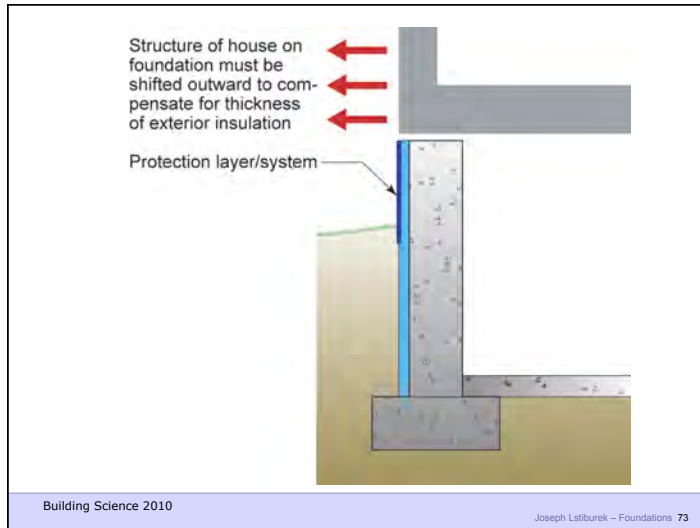 Structure of house on
foundation must be
shifted outward to com-
pensate for thickness
of exterior insulation
Protection layer/system
Building Science 2010
Joseph Lstiburek – Foundations 73